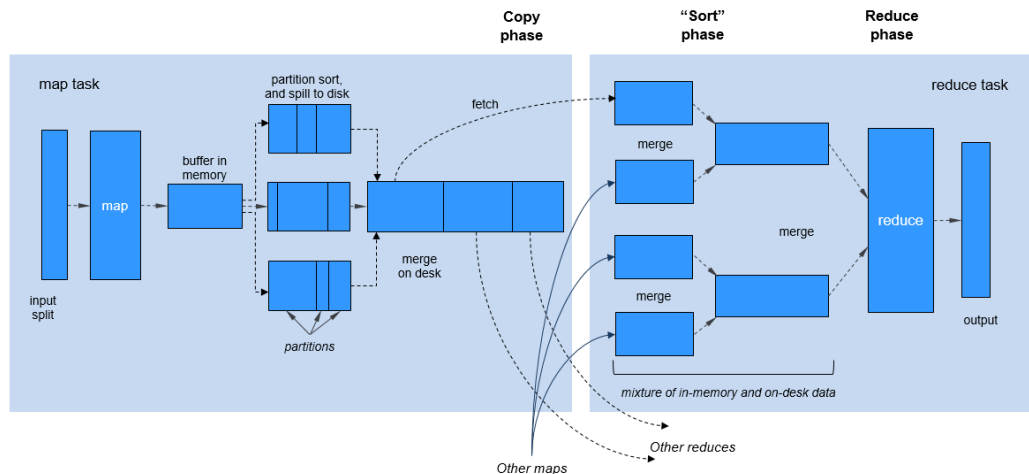 Copy
phase
“Sort”
phase
Reduce
phase
map task
partition sort,
and spill to disk
fetch
reduce task
buffer in
memory
map
merge
merge
reduce
merge
on desk
merge
input
split
partitions
output
mixture of in-memory and on-desk data
Other reduces
Other maps